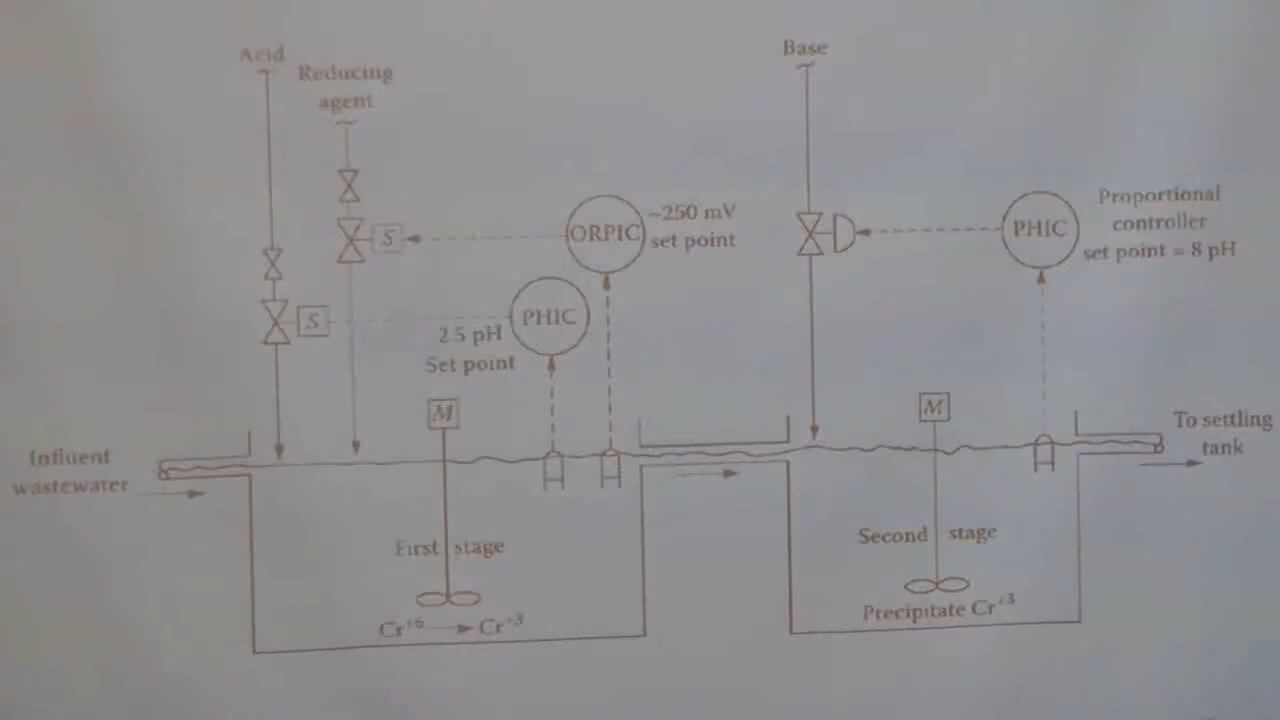 Acid
Reducing
agent
Base
S
ORPIC
~250 mV
set point
PHIC
Proportional
controller
set point = 8 pH
S
PHIC
2.5 pH
Set point
M
M
Influent
wastewater
To settling
tank
First stage
Second stage
Cr+6 → Cr+3
Precipitate Cr+3